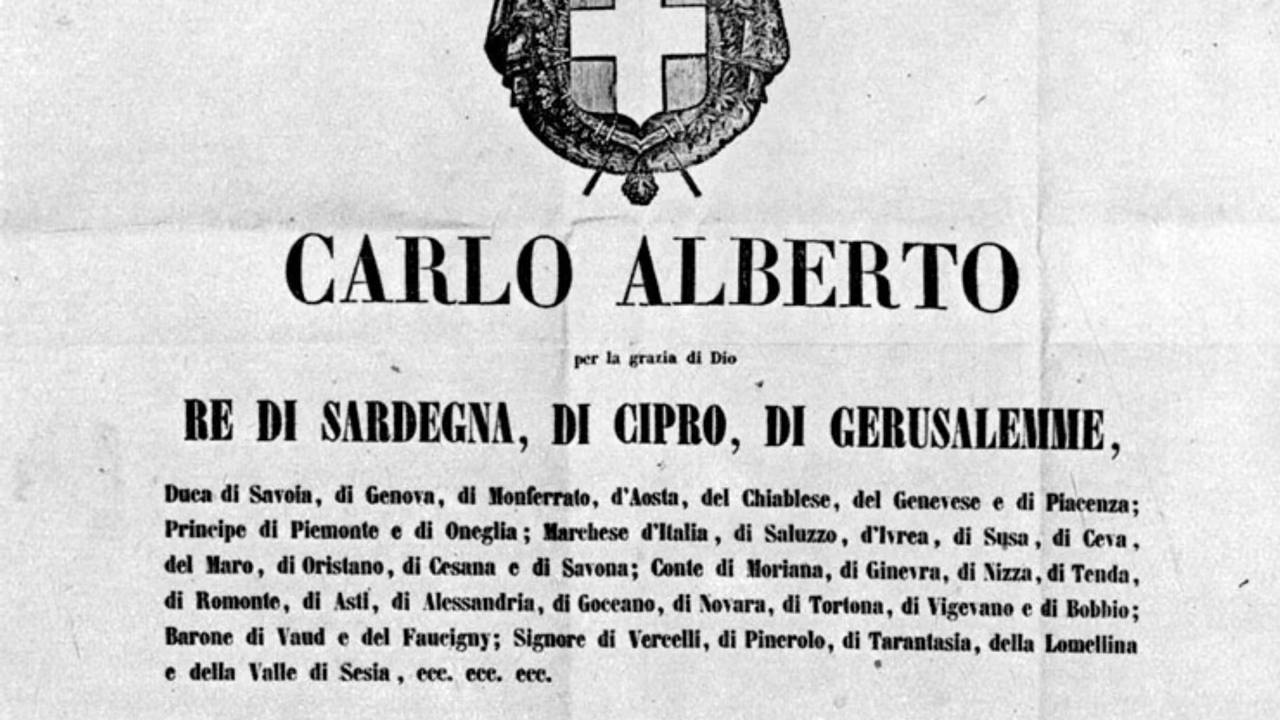 CARLO ALBERTO
per la grazia di Dio
RE DI SARDEGNA, DI CIPRO, DI GERUSALEMME,
Duca di Savoia, di Genova, di Monferrato, d'Aosta, del Chiablese, del Genevese e di Piacenza;
Principe di Piemonte e di Oneglia; Marchese d'Italia, di Saluzzo, d'Ivrea, di Susa, di Ceva,
del Maro, di Oristano, di Cesana e di Savona; Conte di Moriana, di Ginevra, di Nizza, di Tenda,
di Romonte, di Asti, di Alessandria, di Goceano, di Novara, di Tortona, di Vigevano e di Bobbio;
Barone di Vaud e del Faucigny; Signore di Vercelli, di Pinerolo, di Tarantasia, della Lomellina
e della Valle di Sesia, ecc. ecc. ecc.